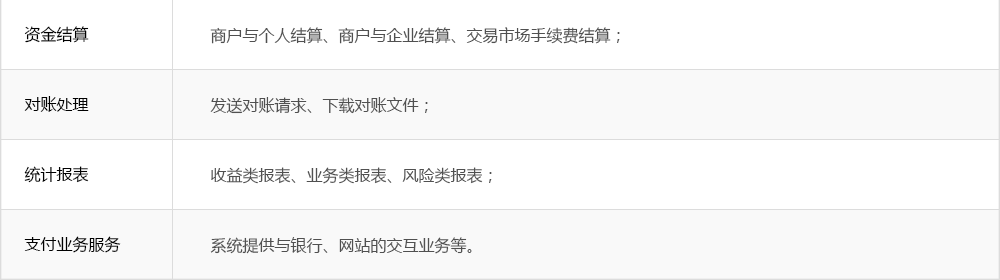 资金结算 商户与个人结算、商户与企业结算、交易市场手续费结算；
对账处理 发送对账请求、下载对账文件；
统计报表 收益类报表、业务类报表、风险类报表；
支付业务服务 系统提供与银行、网站的交互业务等。